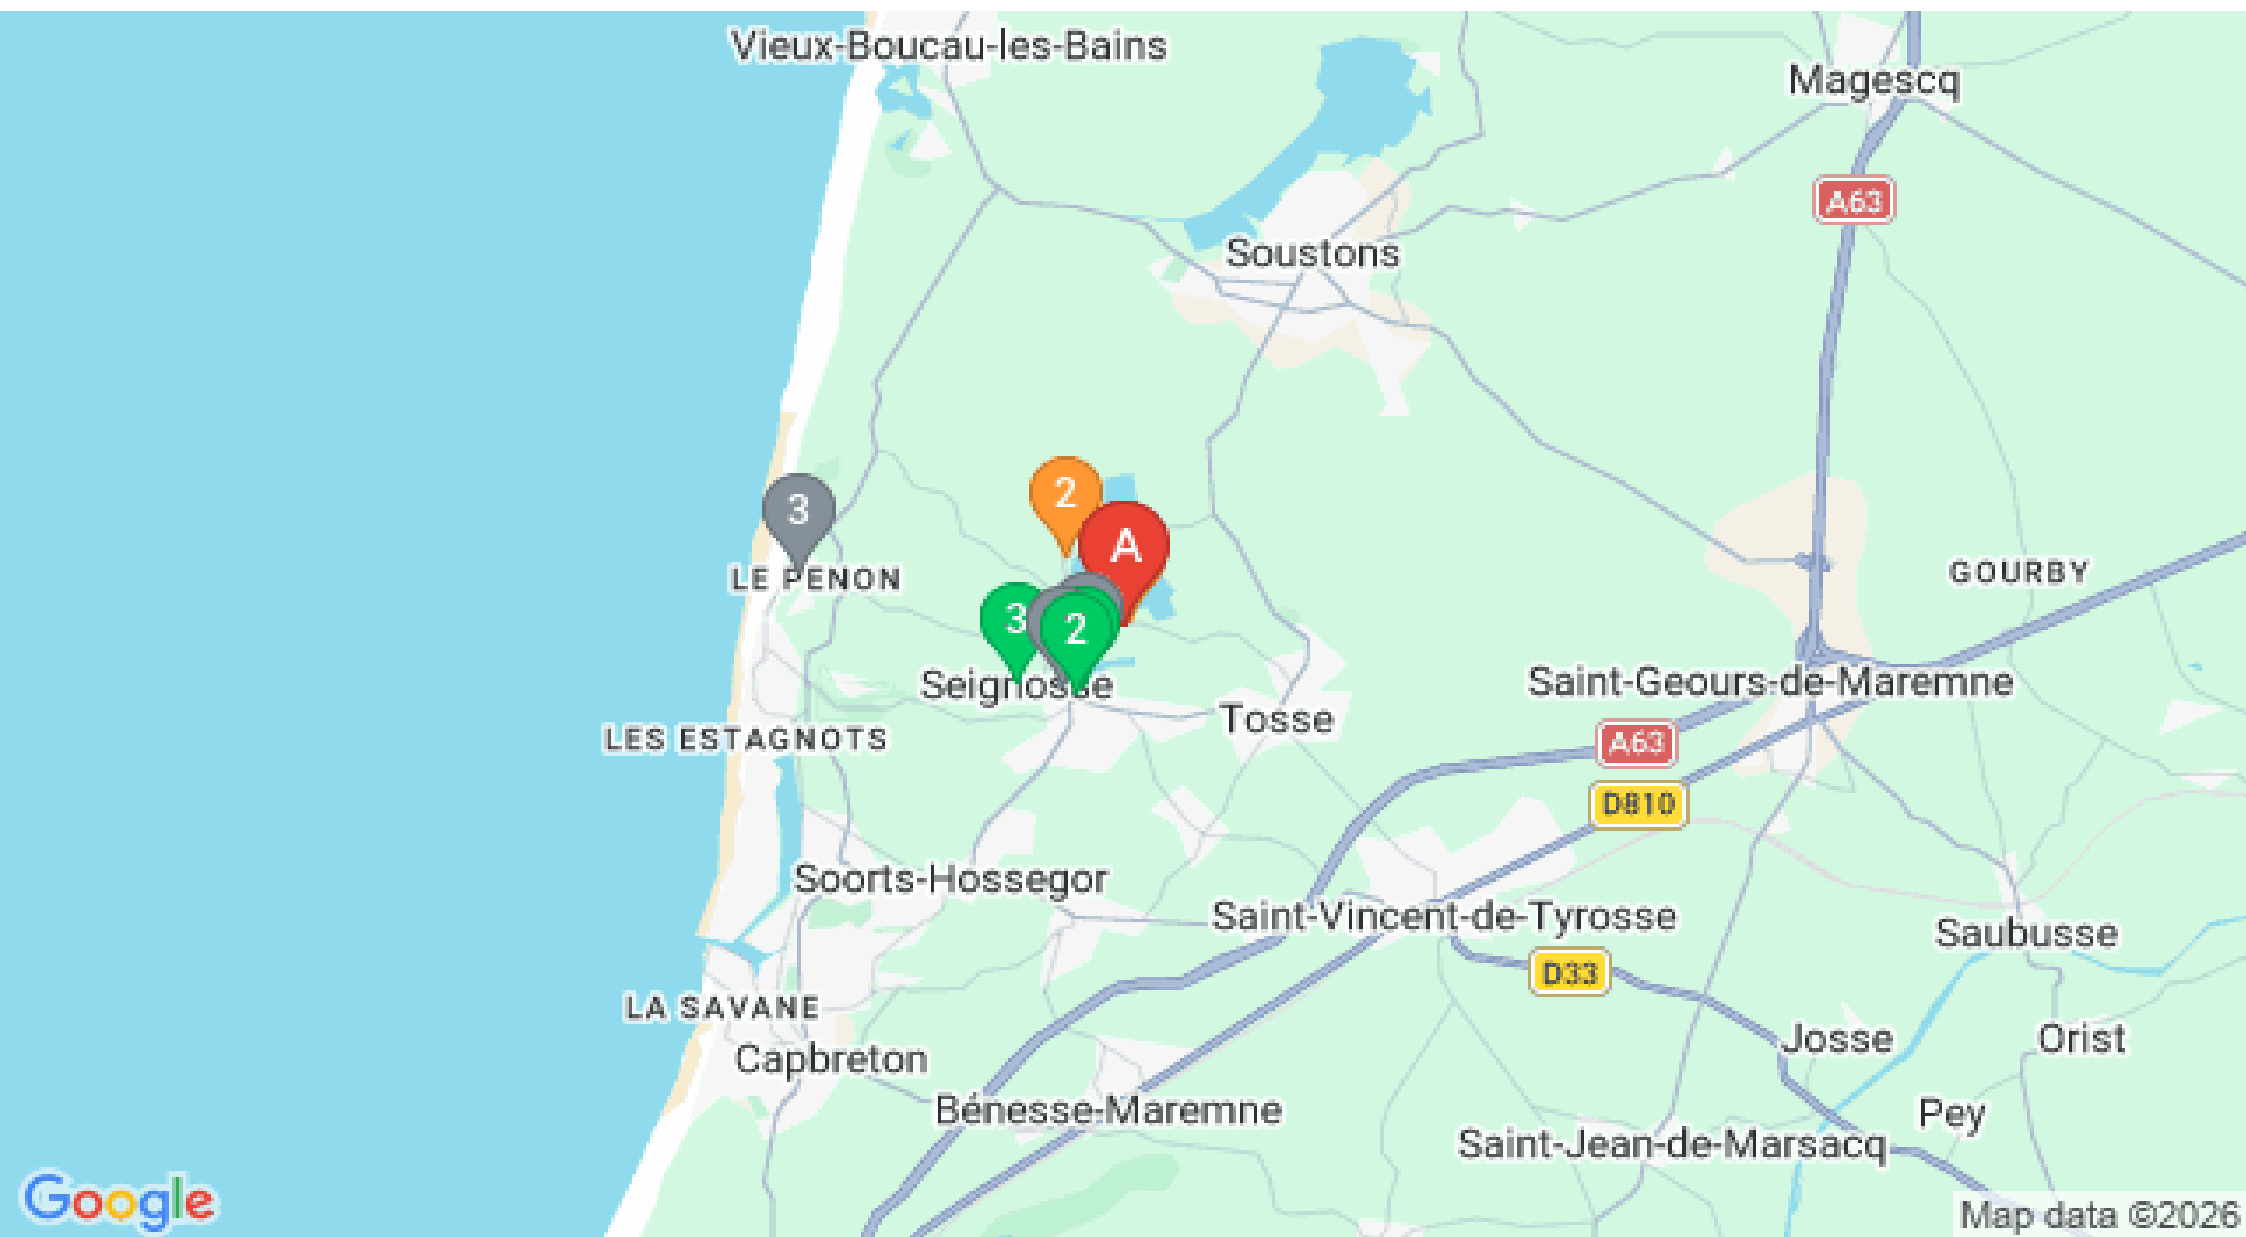 Vieux-Boucau-les-Bains
Magescq
A63
Soustons
2
3
A
LE PENON
GOURBY
3
2
Seignosse
Saint-Geours-de-Maremne
Tosse
LES ESTAGNOTS
A63
D810
Soorts-Hossegor
Saint-Vincent-de-Tyrosse
Saubusse
D33
LA SAVANE
Josse
Orist
Capbreton
Bénesse-Maremne
Pey
Saint-Jean-de-Marsacq
Google
Map data ©2026